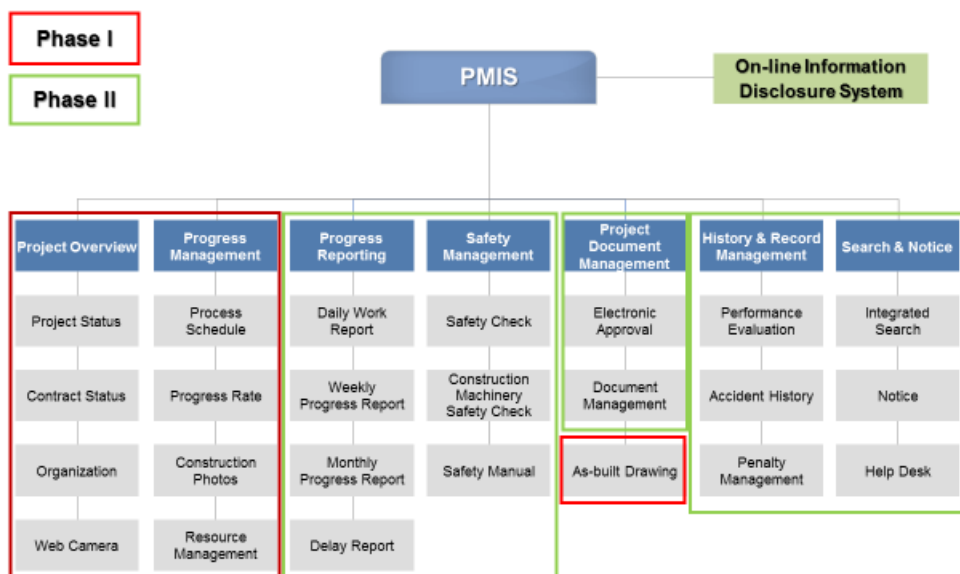 Phase I
Phase II
PMIS
On-line Information
Disclosure System
Project Overview
Project Status
Contract Status
Organization
Web Camera
Progress
Management
Process
Schedule
Progress Rate
Construction
Photos
Resource
Management
Progress
Reporting
Daily Work
Report
Weekly
Progress Report
Monthly
Progress Report
Delay Report
Safety
Management
Safety Check
Construction
Machinery
Safety Check
Safety Manual
Project
Document
Management
Electronic
Approval
Document
Management
As-built Drawing
History & Record
Management
Performance
Evaluation
Accident History
Penalty
Management
Search & Notice
Integrated
Search
Notice
Help Desk